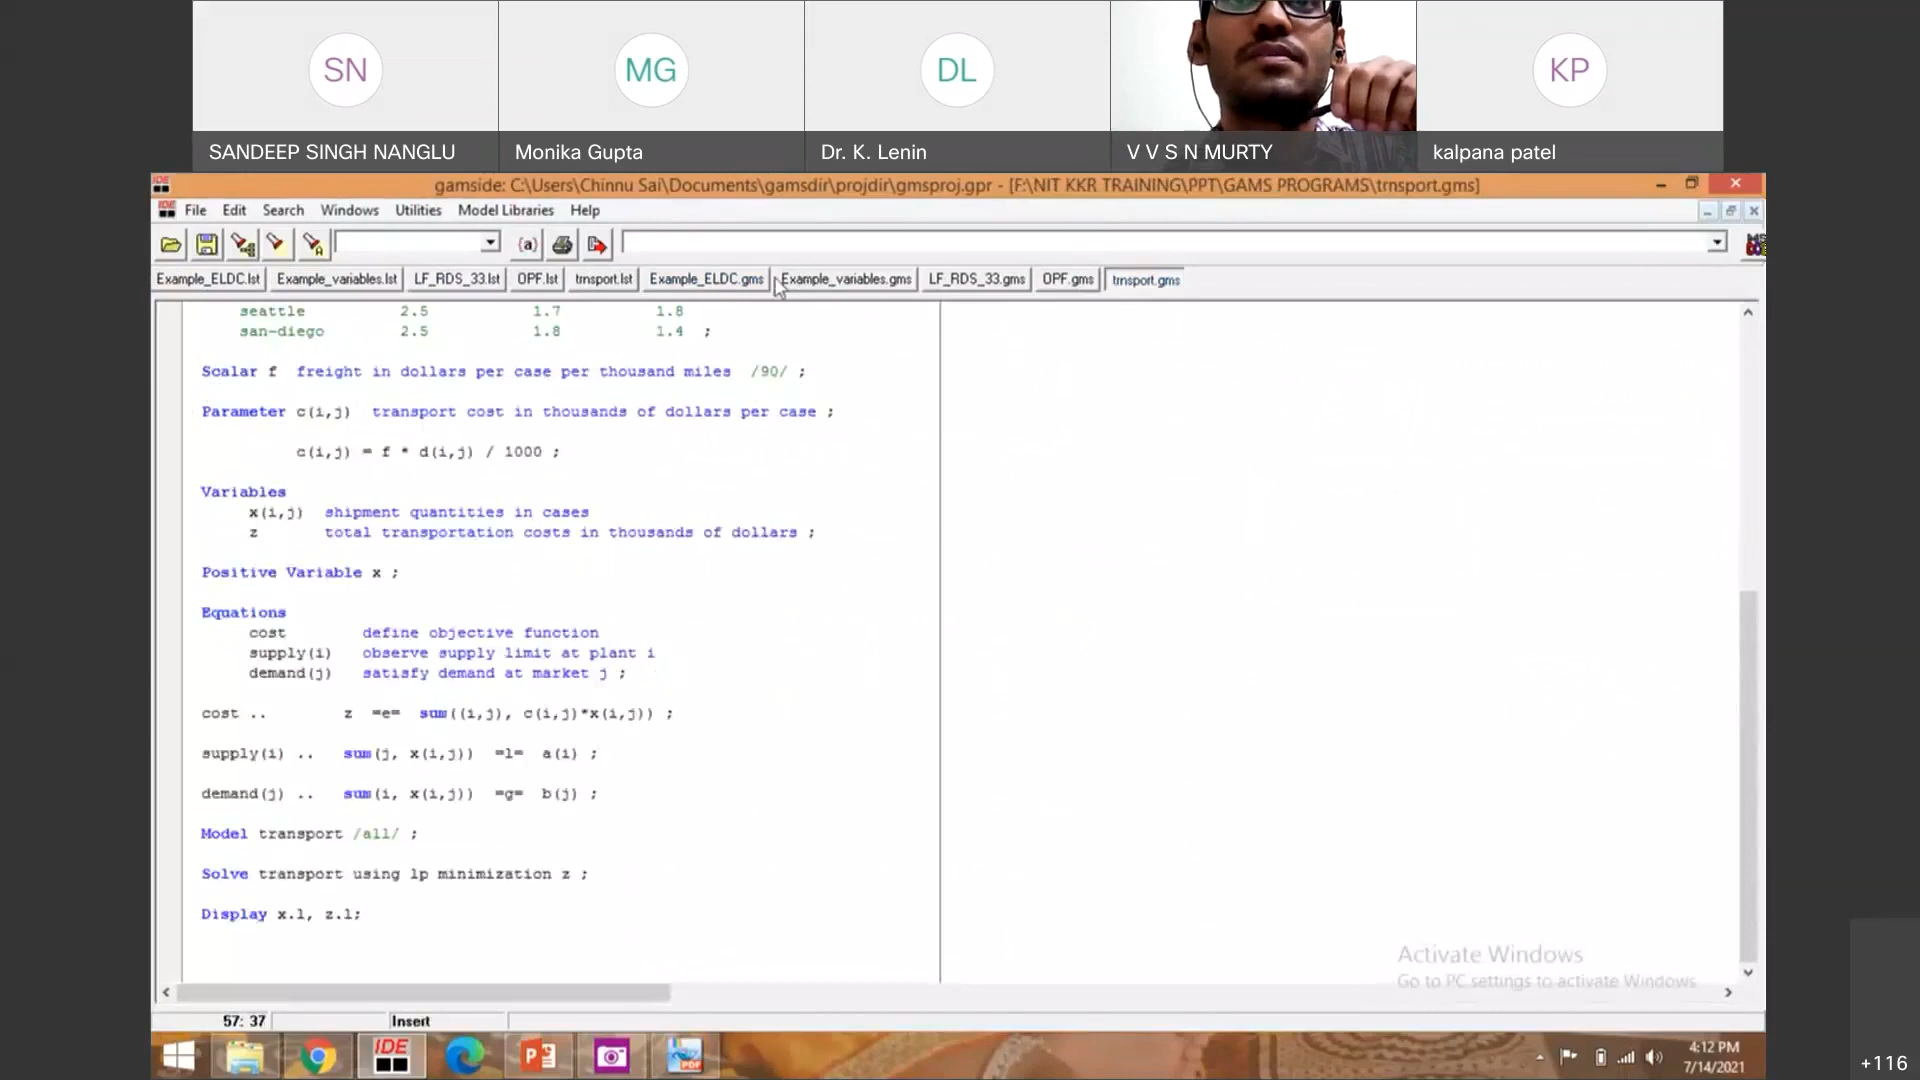 SN MG DL KP
SANDEEP SINGH NANGLU Monika Gupta Dr. K. Lenin V V S N MURTY kalpana patel
IDE gamside: C:\Users\Chinnu Sai\Documents\gamsdir\projdir\gmsproj.gpr - [F:\NIT KKR TRAINING\PPT\GAMS PROGRAMS\trnsport.gms]
IDE File Edit Search Windows Utilities Model Libraries Help
{a}
Example_ELDC.lst Example_variables.lst LF_RDS_33.lst OPF.lst trnsport.lst Example_ELDC.gms Example_variables.gms LF_RDS_33.gms OPF.gms trnsport.gms
seattle 2.5 1.7 1.8
san-diego 2.5 1.8 1.4 ;
Scalar f freight in dollars per case per thousand miles /90/ ;
Parameter c(i,j) transport cost in thousands of dollars per case ;
c(i,j) = f * d(i,j) / 1000 ;
Variables
x(i,j) shipment quantities in cases
z total transportation costs in thousands of dollars ;
Positive Variable x ;
Equations
cost define objective function
supply(i) observe supply limit at plant i
demand(j) satisfy demand at market j ;
cost .. z =e= sum((i,j), c(i,j)*x(i,j)) ;
supply(i) .. sum(j, x(i,j)) =l= a(i) ;
demand(j) .. sum(i, x(i,j)) =g= b(j) ;
Model transport /all/ ;
Solve transport using lp minimization z ;
Display x.l, z.l;
Activate Windows
Go to PC settings to activate Windows.
57: 37 Insert
IDE
4:12 PM
7/14/2021
+116